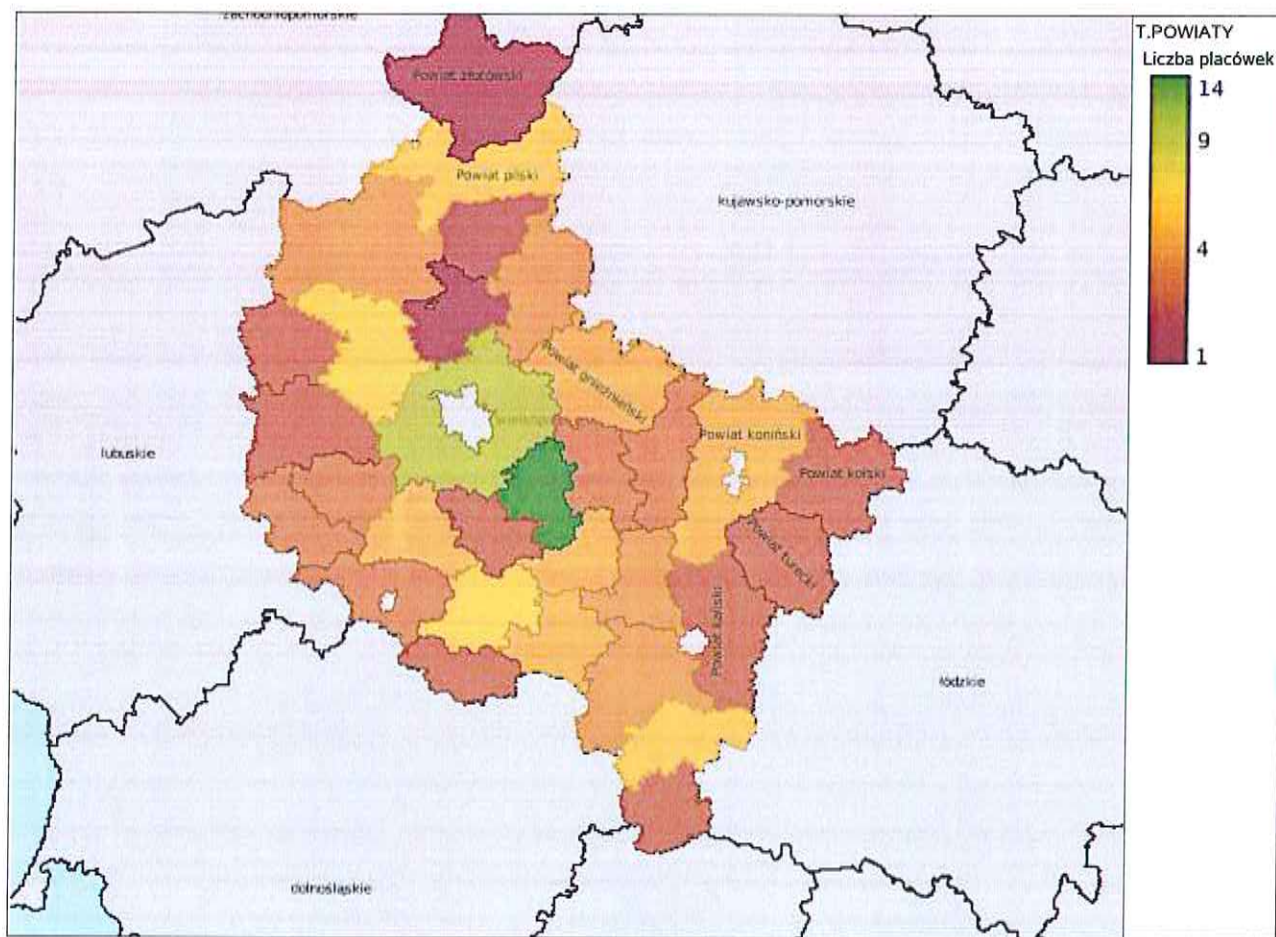 zachodniopomorskie
T.POWIATY
Liczba placówek
14
9
4
1
Powiat złotowski
Powiat pilski
kujawsko-pomorskie
Powiat gnieźnieński
Powiat koniński
lubuskie
Powiat kolski
Powiat turecki
Powiat kaliski
łódzkie
dolnośląskie